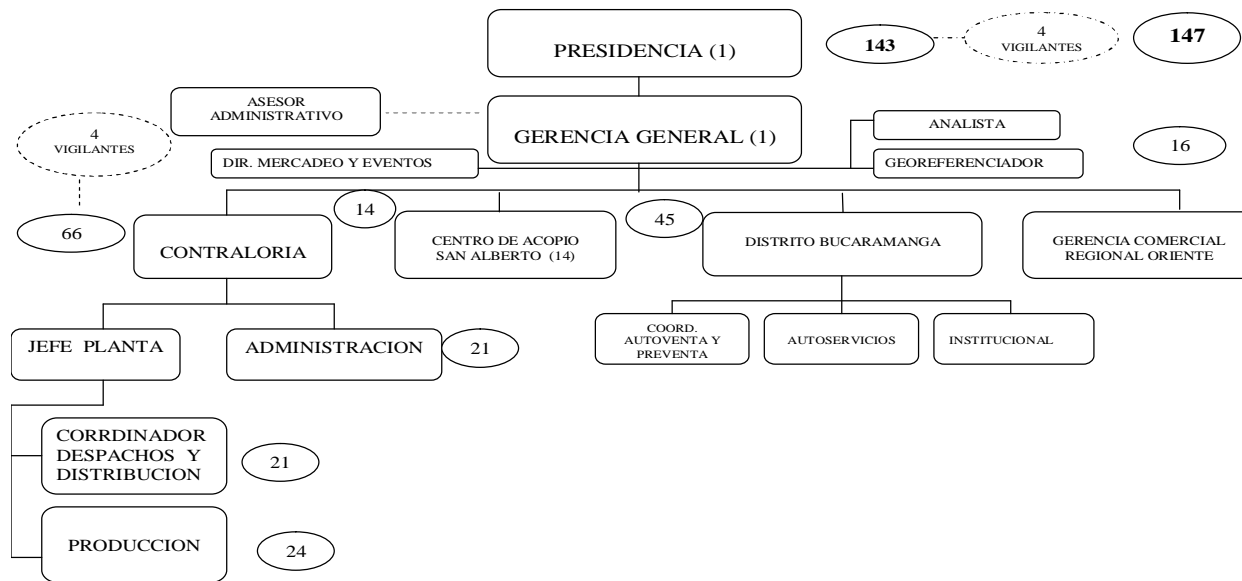 PRESIDENCIA (1)
143
4
VIGILANTES
147
ASESOR
ADMINISTRATIVO
GERENCIA GENERAL (1)
ANALISTA
4
VIGILANTES
DIR. MERCADEO Y EVENTOS
GEOREFERENCIADOR
16
66
CONTRALORIA
14
CENTRO DE ACOPIO
SAN ALBERTO (14)
45
DISTRITO BUCARAMANGA
GERENCIA COMERCIAL
REGIONAL ORIENTE
JEFE PLANTA
ADMINISTRACION
21
COORD.
AUTOVENTA Y
PREVENTA
AUTOSERVICIOS
INSTITUCIONAL
CORRDINADOR
DESPACHOS Y
DISTRIBUCION
21
PRODUCCION
24